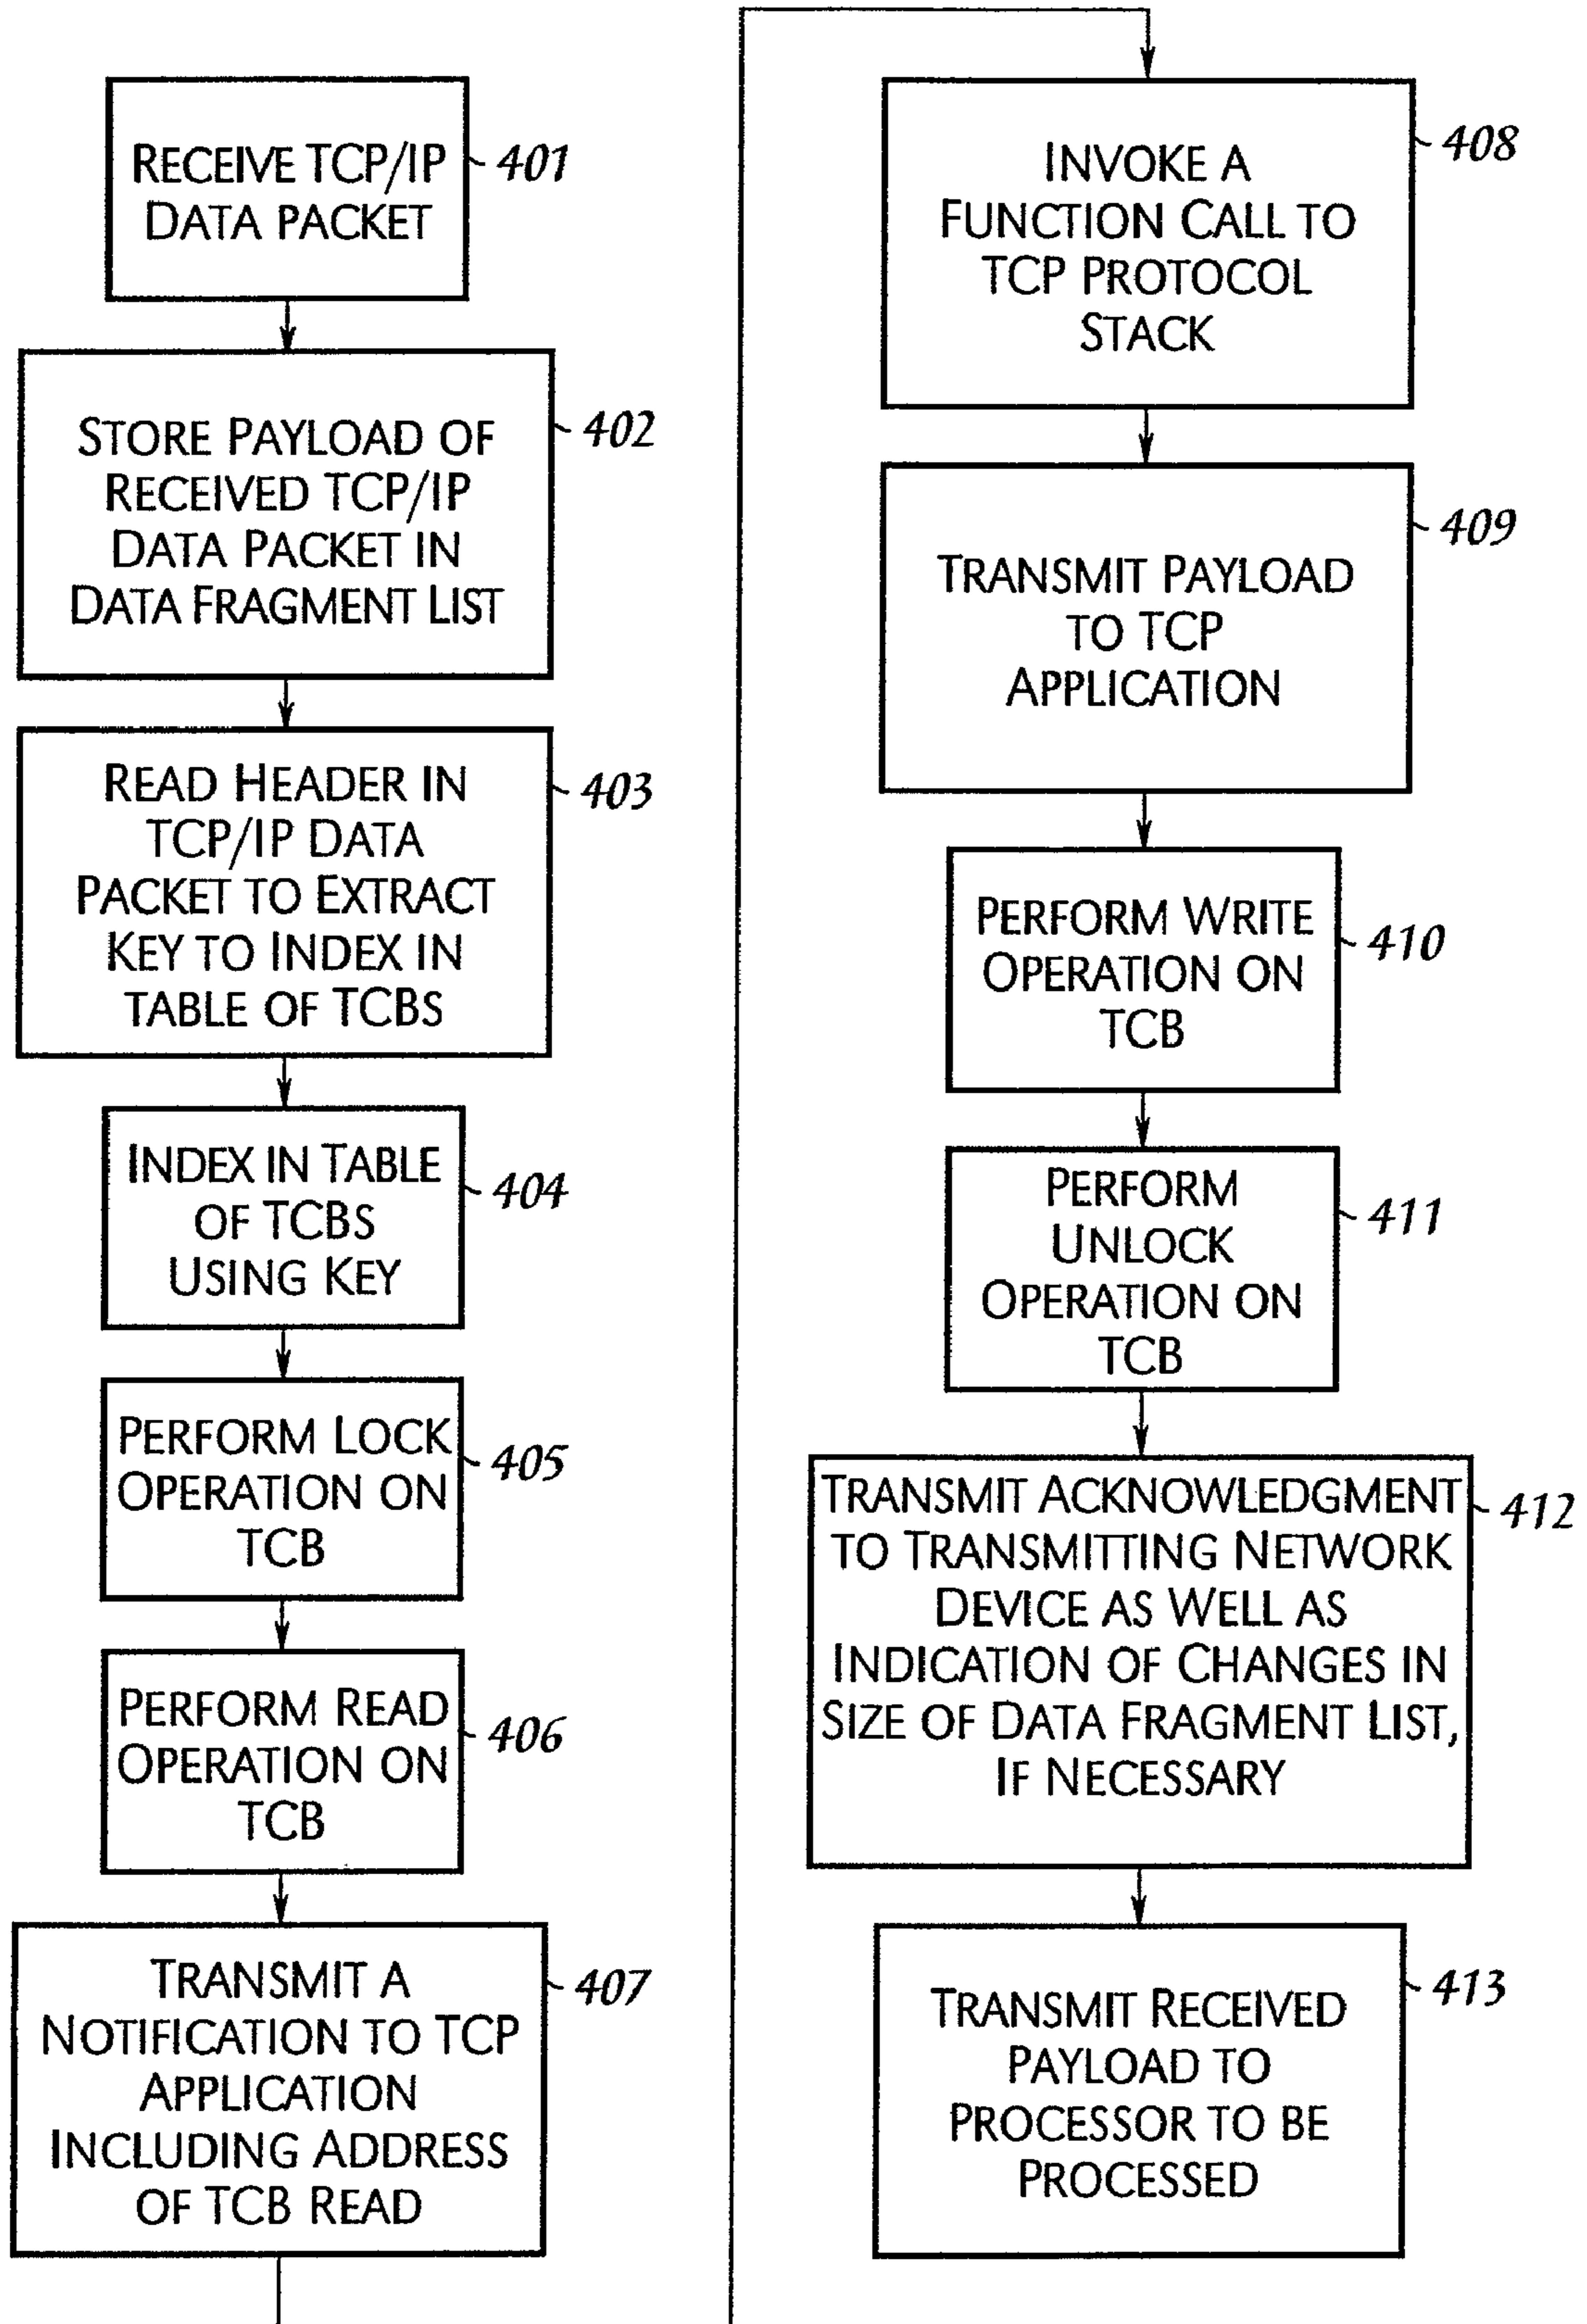 RECEIVE TCP/IP
DATA PACKET
401
STORE PAYLOAD OF
RECEIVED TCP/IP
DATA PACKET IN
DATA FRAGMENT LIST
402
READ HEADER IN
TCP/IP DATA
PACKET TO EXTRACT
KEY TO INDEX IN
TABLE OF TCBS
403
INDEX IN TABLE
OF TCBS
USING KEY
404
PERFORM LOCK
OPERATION ON
TCB
405
PERFORM READ
OPERATION ON
TCB
406
TRANSMIT A
NOTIFICATION TO TCP
APPLICATION
INCLUDING ADDRESS
OF TCB READ
407
INVOKE A
FUNCTION CALL TO
TCP PROTOCOL
STACK
408
TRANSMIT PAYLOAD
TO TCP
APPLICATION
409
PERFORM WRITE
OPERATION ON
TCB
410
PERFORM
UNLOCK
OPERATION ON
TCB
411
TRANSMIT ACKNOWLEDGMENT
TO TRANSMITTING NETWORK
DEVICE AS WELL AS
INDICATION OF CHANGES IN
SIZE OF DATA FRAGMENT LIST,
IF NECESSARY
412
TRANSMIT RECEIVED
PAYLOAD TO
PROCESSOR TO BE
PROCESSED
413